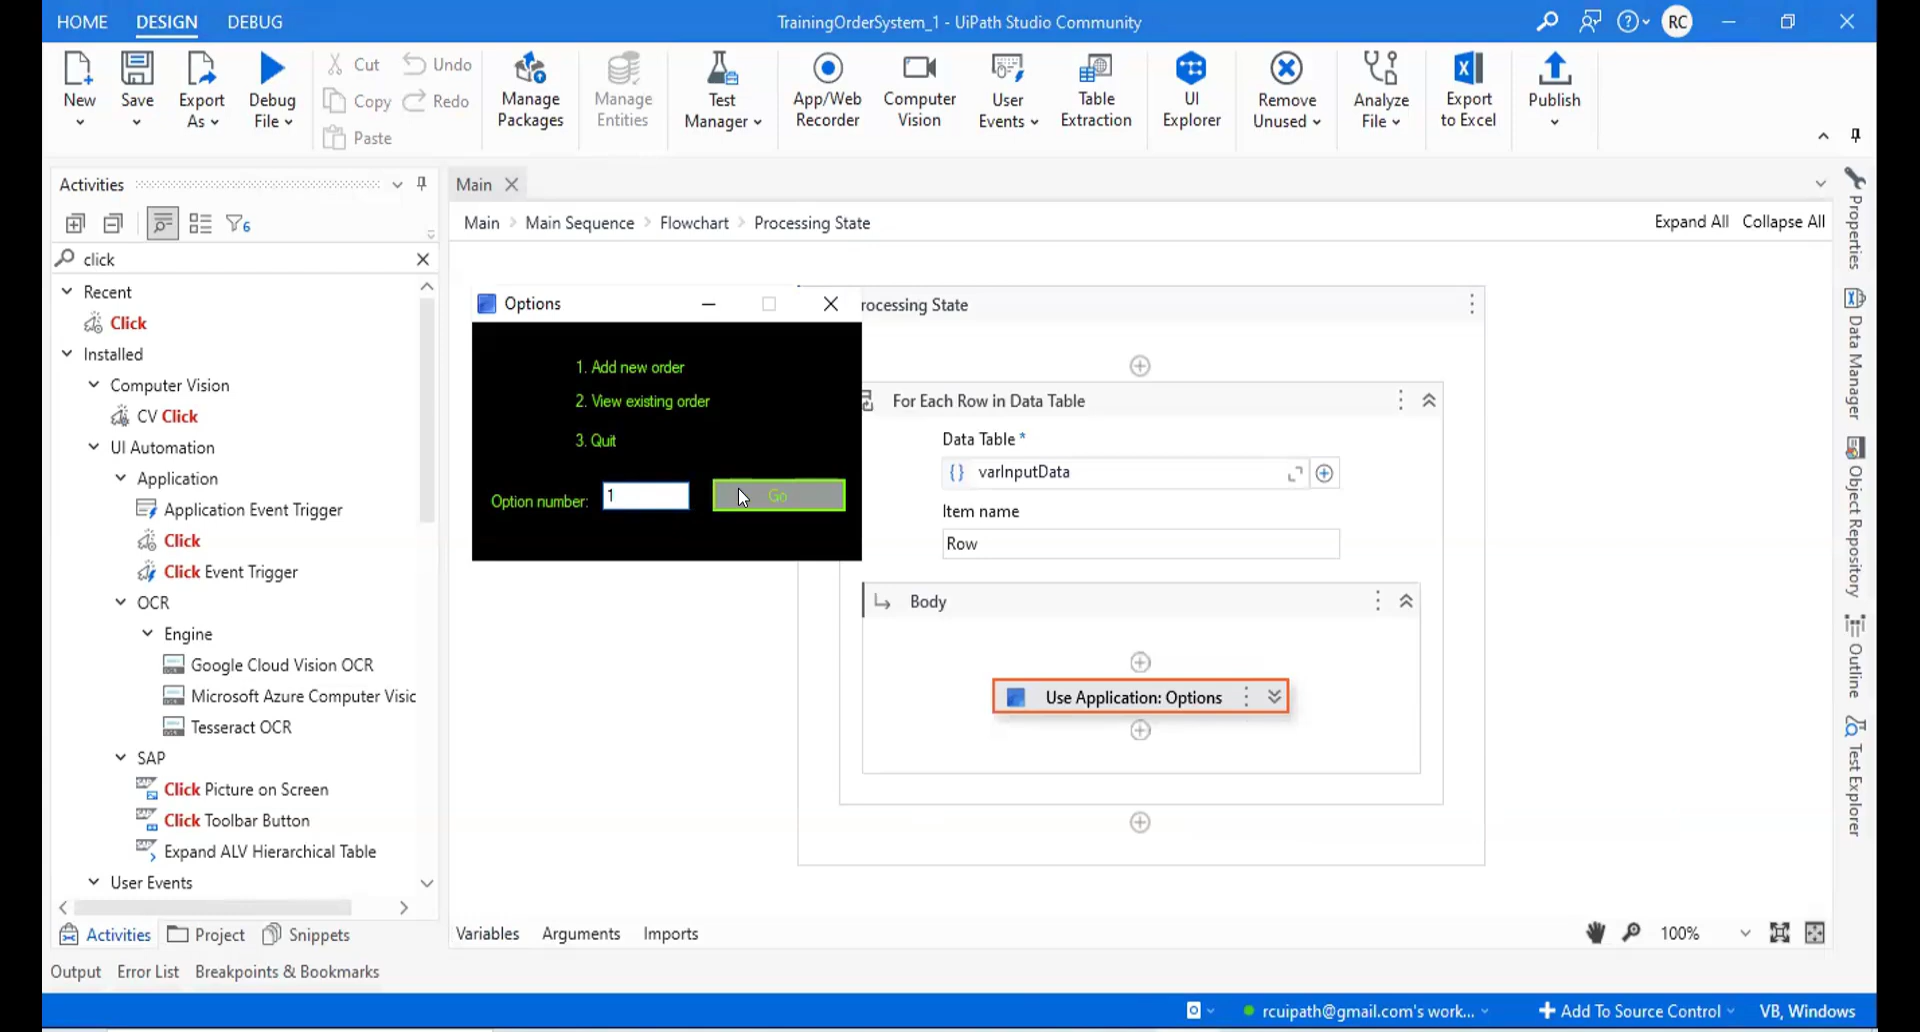 HOME DESIGN DEBUG TrainingOrderSystem_1 - UiPath Studio Community RC
New Save Export As Debug File Cut Copy Paste Undo Redo Manage Packages Manage Entities Test Manager App/Web Recorder Computer Vision User Events Table Extraction UI Explorer Remove Unused Analyze File Export to Excel Publish
Activities
6
click
Recent
Click
Installed
Computer Vision
CV Click
UI Automation
Application
Application Event Trigger
Click
Click Event Trigger
OCR
Engine
Google Cloud Vision OCR
Microsoft Azure Computer Visic
Tesseract OCR
SAP
Click Picture on Screen
Click Toolbar Button
Expand ALV Hierarchical Table
User Events
Activities Project Snippets
Main
Main Main Sequence Flowchart Processing State Expand All Collapse All
Options
1. Add new order
2. View existing order
3. Quit
Option number: 1 Go
rocessing State
For Each Row in Data Table
Data Table *
{} varInputData
Item name
Row
Body
Use Application: Options
Variables Arguments Imports 100%
Properties
Data Manager
Object Repository
Outline
Test Explorer
Output Error List Breakpoints & Bookmarks
rcuipath@gmail.com's work... Add To Source Control VB, Windows